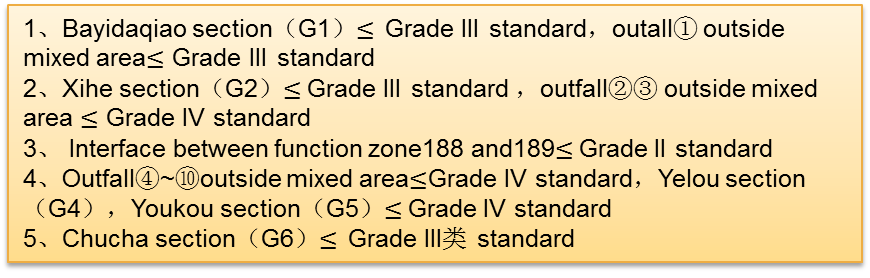 1、Bayidaqiao section（G1）≤ Grade Ⅲ standard，outall① outside
mixed area≤ Grade Ⅲ standard
2、Xihe section（G2）≤ Grade Ⅲ standard ，outfall②③ outside mixed
area ≤ Grade Ⅳ standard
3、 Interface between function zone188 and189≤ Grade Ⅱ standard
4、Outfall④~⑩outside mixed area≤Grade Ⅳ standard，Yelou section
（G4），Youkou section（G5）≤ Grade Ⅳ standard
5、Chucha section（G6）≤ Grade Ⅲ类 standard